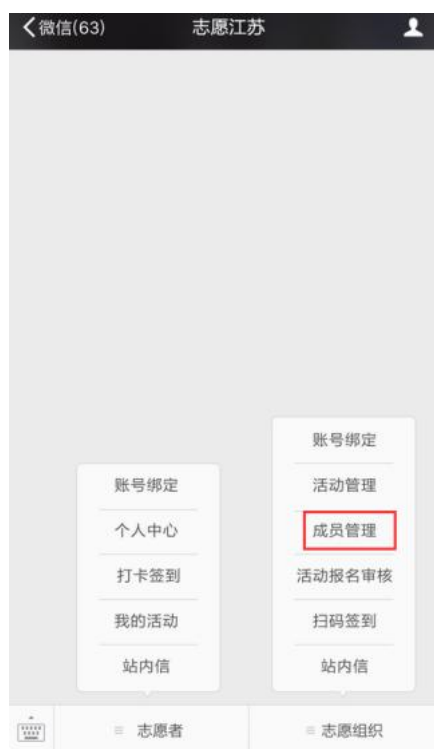 微信(63) 志愿江苏
账号绑定
个人中心
打卡签到
我的活动
站内信
账号绑定
活动管理
成员管理
活动报名审核
扫码签到
站内信
志愿者 志愿组织